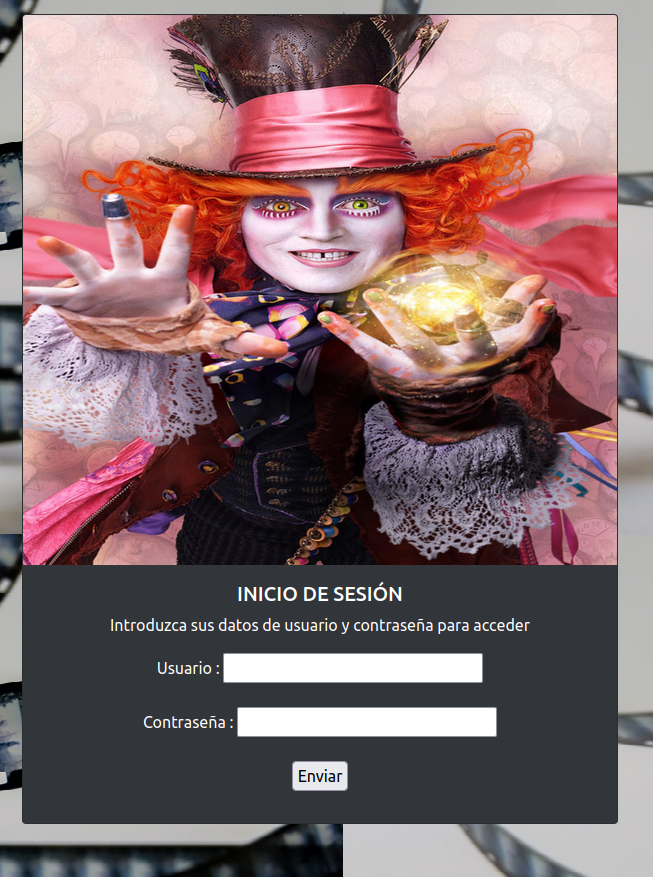 INICIO DE SESIÓN
Introduzca sus datos de usuario y contraseña para acceder
Usuario :
Contraseña :
Enviar